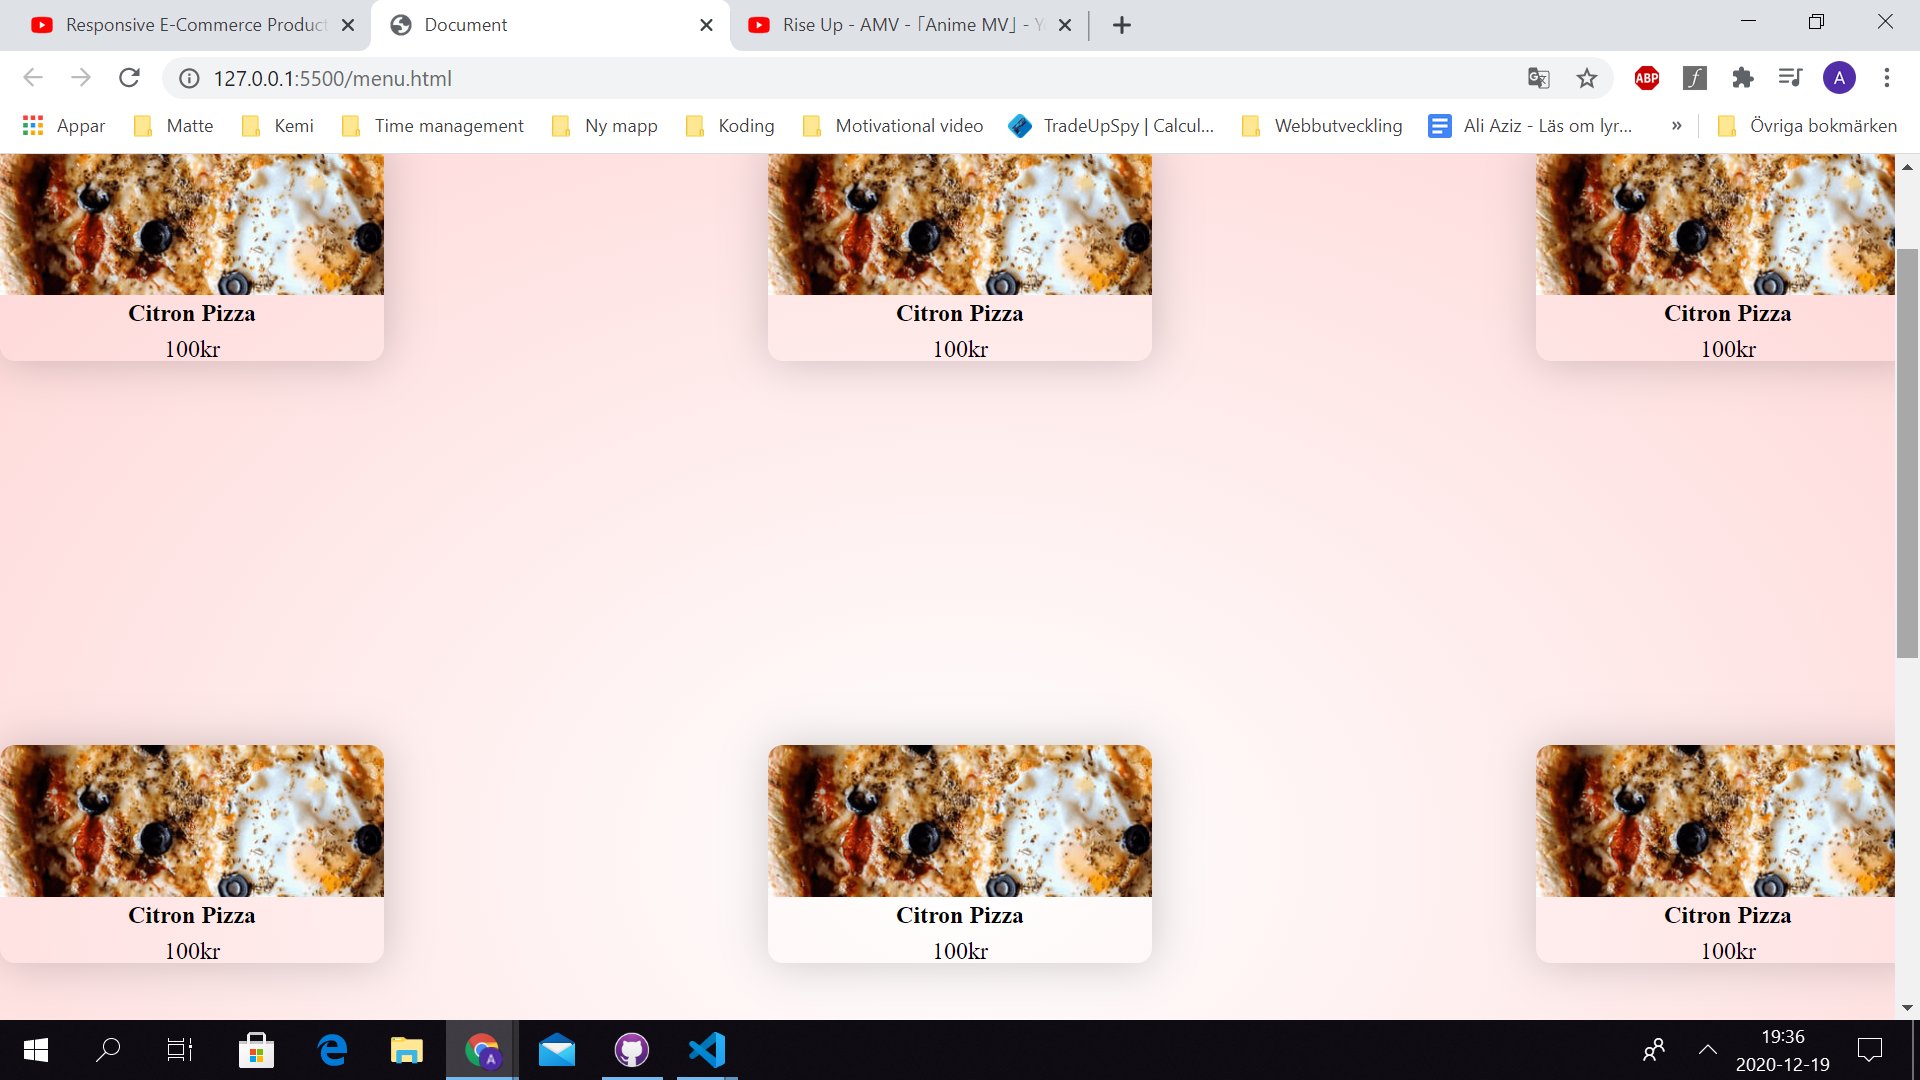 Responsive E-Commerce Product
Document
Rise Up - AMV -「Anime MV」 - Y
127.0.0.1:5500/menu.html
ABP
A
Appar
Matte
Kemi
Time management
Ny mapp
Koding
Motivational video
TradeUpSpy | Calcul...
Webbutveckling
Ali Aziz - Läs om lyr...
»
Övriga bokmärken
Citron Pizza
Citron Pizza
Citron Pizza
100kr
100kr
100kr
Citron Pizza
Citron Pizza
Citron Pizza
100kr
100kr
100kr
A
19:36
2020-12-19